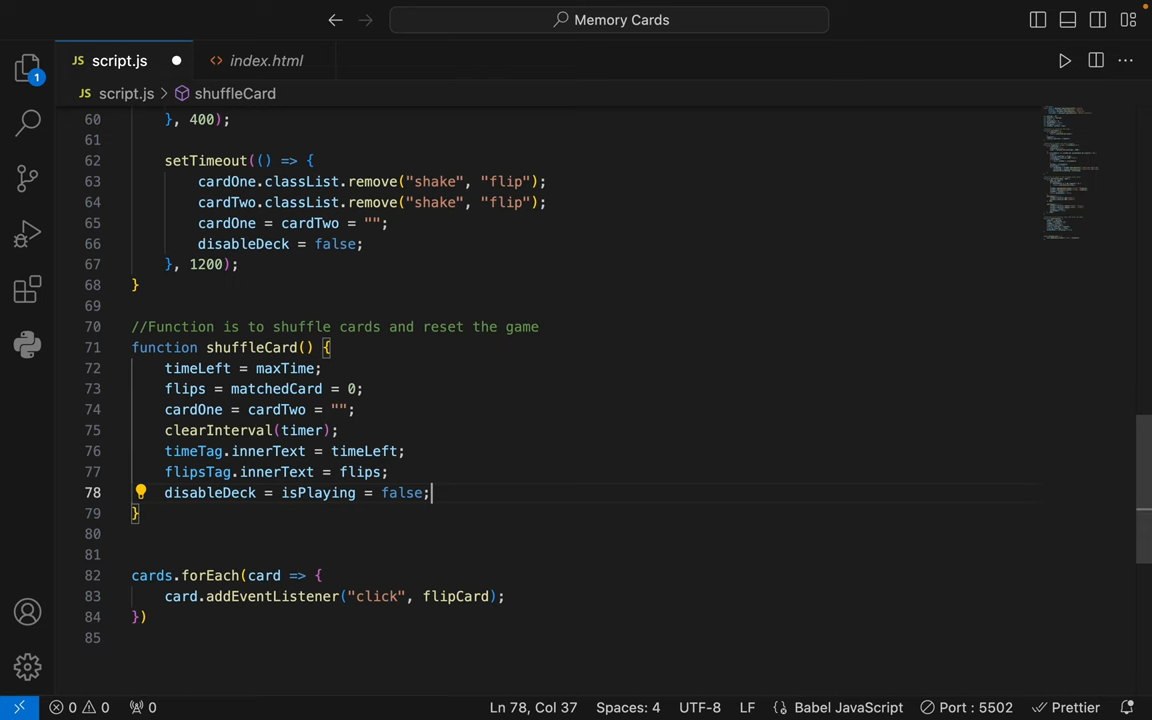 Memory Cards
JS script.js
<> index.html
JS script.js > shuffleCard
1
60 }, 400);
61
62 setTimeout(() => {
63 cardOne.classList.remove("shake", "flip");
64 cardTwo.classList.remove("shake", "flip");
65 cardOne = cardTwo = "";
66 disableDeck = false;
67 }, 1200);
68 }
69
70 //Function is to shuffle cards and reset the game
71 function shuffleCard() {
72 timeLeft = maxTime;
73 flips = matchedCard = 0;
74 cardOne = cardTwo = "";
75 clearInterval(timer);
76 timeTag.innerText = timeLeft;
77 flipsTag.innerText = flips;
78 disableDeck = isPlaying = false;
79 }
80
81
82 cards.forEach(card => {
83 card.addEventListener("click", flipCard);
84 })
85
0 0 0 Ln 78, Col 37 Spaces: 4 UTF-8 LF {} Babel JavaScript Port : 5502 Prettier